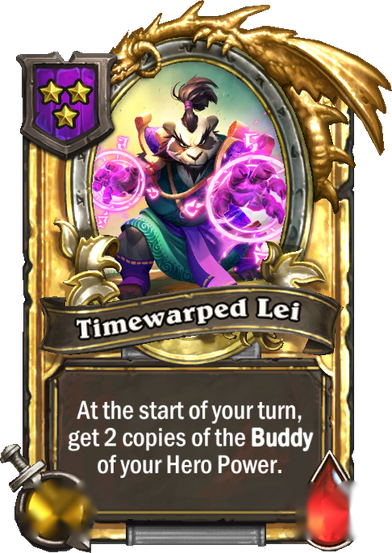 Timewarped Lei
At the start of your turn,
get 2 copies of the Buddy
of your Hero Power.